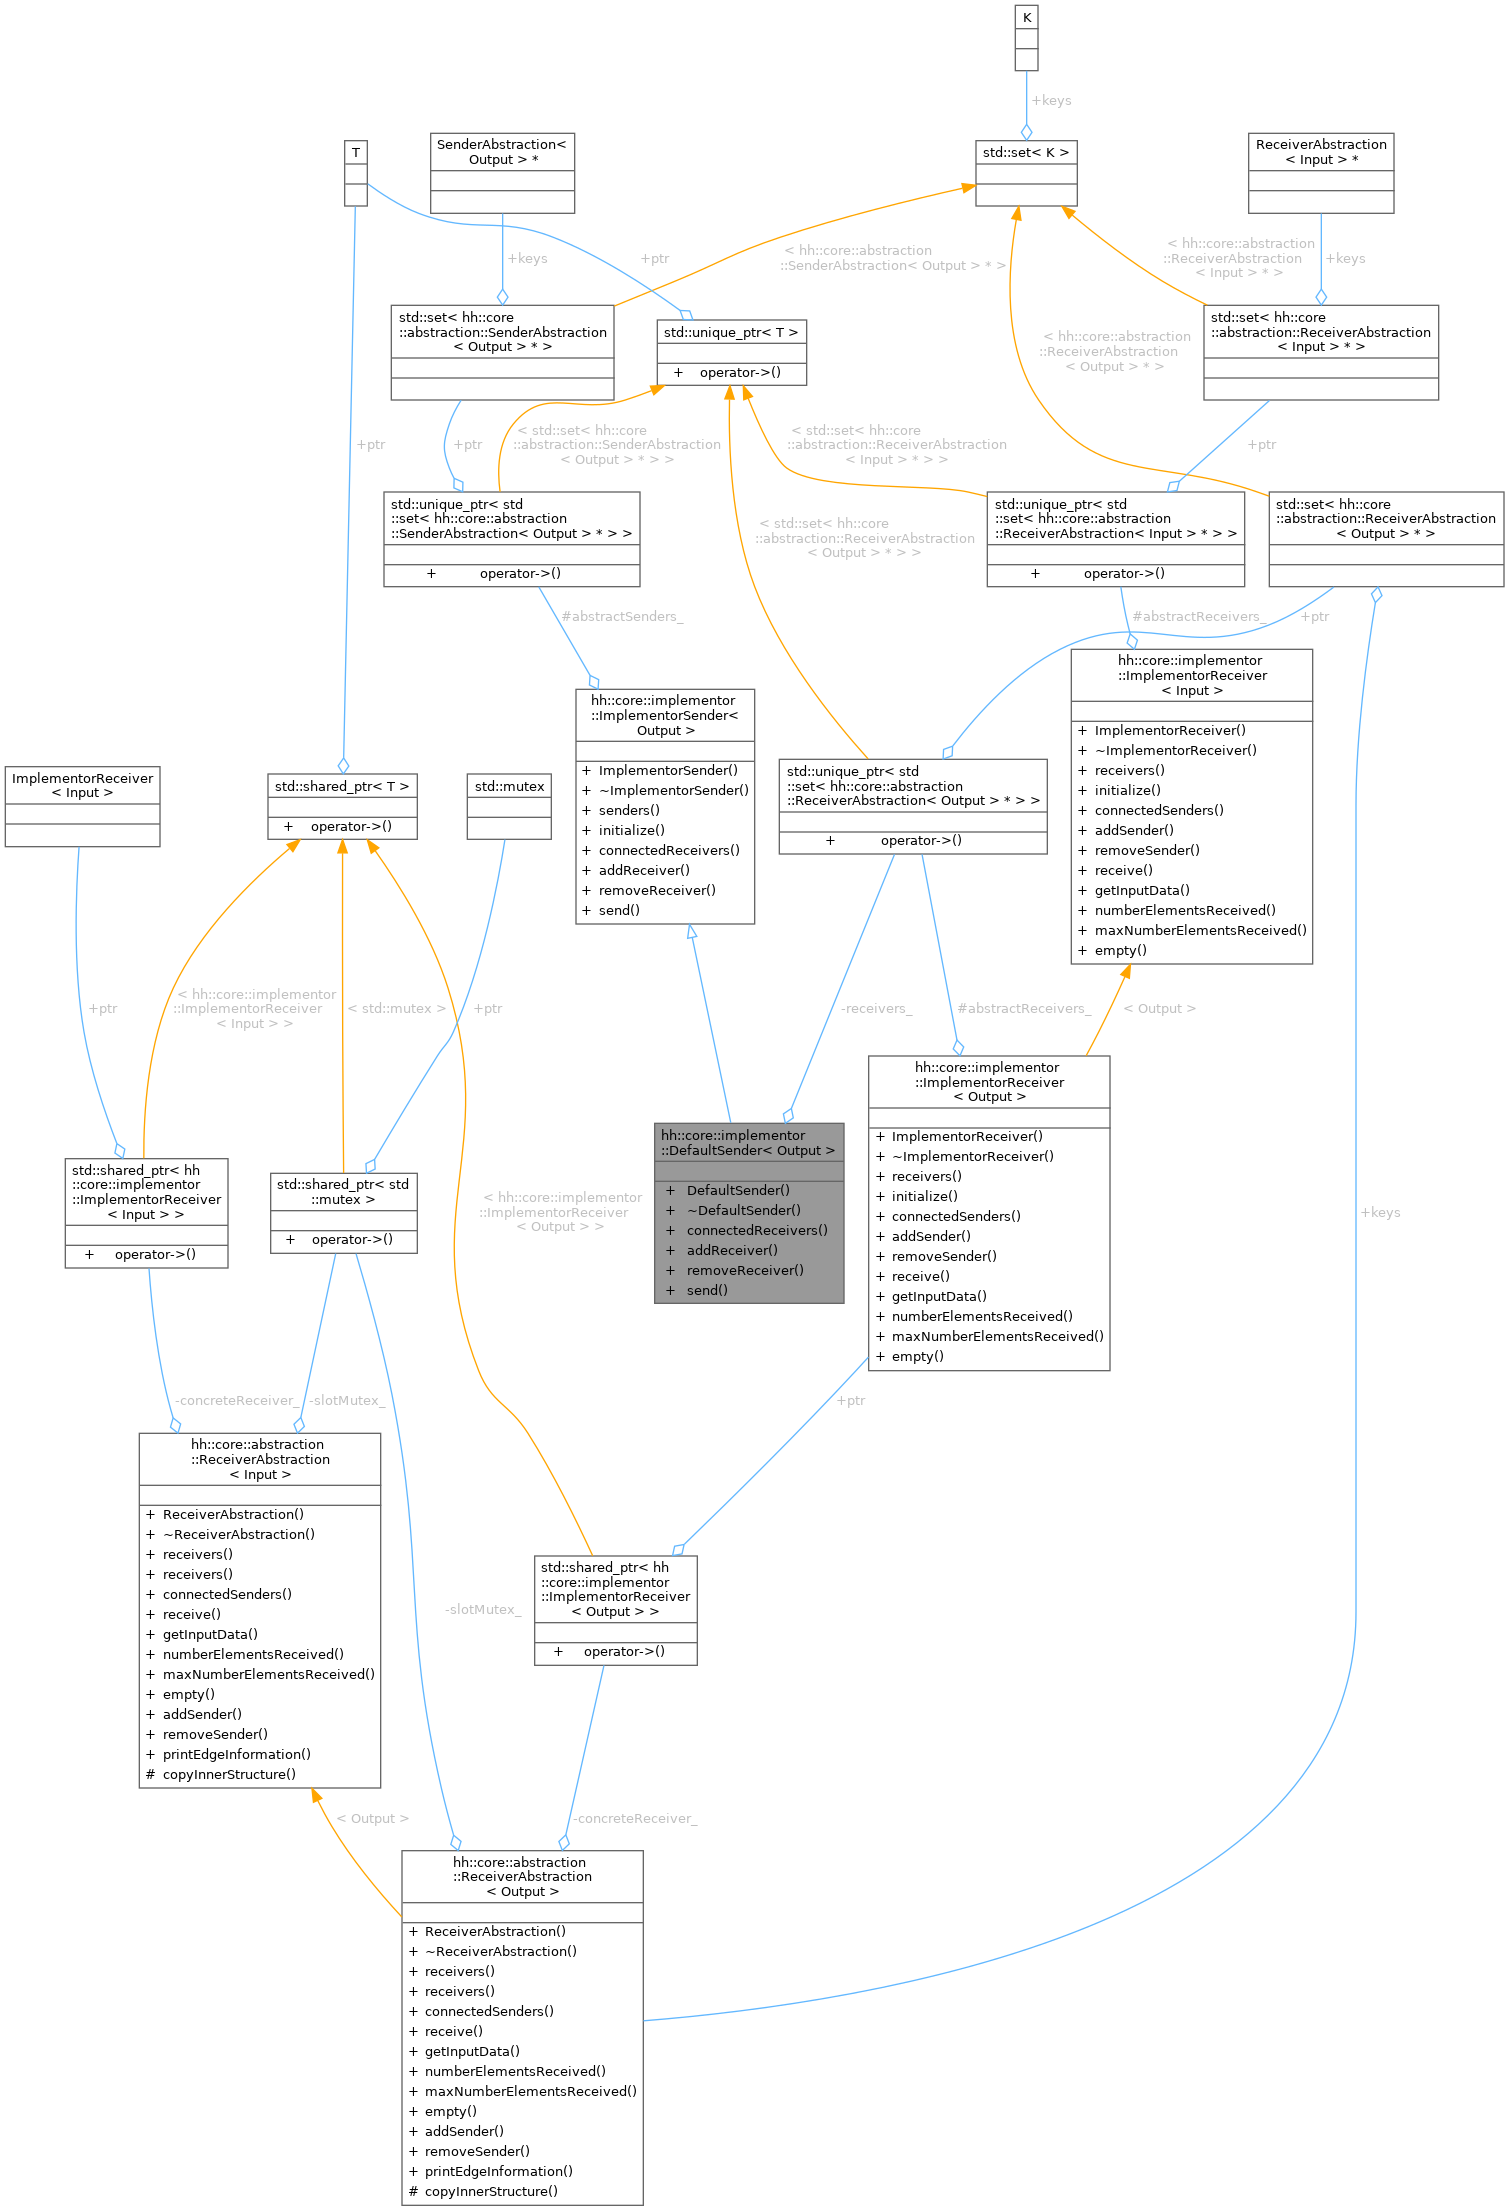 K
+keys
T
SenderAbstraction<
Output > *
std::set< K >
ReceiverAbstraction
< Input > *
+keys
+ptr
< hh::core::abstraction
::SenderAbstraction< Output > * >
< hh::core::abstraction
::ReceiverAbstraction
< Input > * >
+keys
std::set< hh::core
::abstraction::SenderAbstraction
< Output > * >
std::unique_ptr< T >
+ operator->()
< hh::core::abstraction
::ReceiverAbstraction
< Output > * >
std::set< hh::core
::abstraction::ReceiverAbstraction
< Input > * >
+ptr
+ptr
< std::set< hh::core
::abstraction::SenderAbstraction
< Output > * > >
< std::set< hh::core
::abstraction::ReceiverAbstraction
< Input > * > >
+ptr
std::unique_ptr< std
::set< hh::core::abstraction
::SenderAbstraction< Output > * > >
+ operator->()
< std::set< hh::core
::abstraction::ReceiverAbstraction
< Output > * > >
std::unique_ptr< std
::set< hh::core::abstraction
::ReceiverAbstraction< Input > * > >
+ operator->()
std::set< hh::core
::abstraction::ReceiverAbstraction
< Output > * >
#abstractSenders_
#abstractReceivers_
+ptr
hh::core::implementor
::ImplementorReceiver
< Input >
+ ImplementorReceiver()
+ ~ImplementorReceiver()
+ receivers()
+ initialize()
+ connectedSenders()
+ addSender()
+ removeSender()
+ receive()
+ getInputData()
+ numberElementsReceived()
+ maxNumberElementsReceived()
+ empty()
hh::core::implementor
::ImplementorSender<
Output >
+ ImplementorSender()
+ ~ImplementorSender()
+ senders()
+ initialize()
+ connectedReceivers()
+ addReceiver()
+ removeReceiver()
+ send()
ImplementorReceiver
< Input >
std::shared_ptr< T >
+ operator->()
std::mutex
std::unique_ptr< std
::set< hh::core::abstraction
::ReceiverAbstraction< Output > * > >
+ operator->()
+ptr
< hh::core::implementor
::ImplementorReceiver
< Input > >
< std::mutex >
+ptr
-receivers_
#abstractReceivers_
< Output >
hh::core::implementor
::ImplementorReceiver
< Output >
+ ImplementorReceiver()
+ ~ImplementorReceiver()
+ receivers()
+ initialize()
+ connectedSenders()
+ addSender()
+ removeSender()
+ receive()
+ getInputData()
+ numberElementsReceived()
+ maxNumberElementsReceived()
+ empty()
hh::core::implementor
::DefaultSender< Output >
+ DefaultSender()
+ ~DefaultSender()
+ connectedReceivers()
+ addReceiver()
+ removeReceiver()
+ send()
std::shared_ptr< hh
::core::implementor
::ImplementorReceiver
< Input > >
+ operator->()
std::shared_ptr< std
::mutex >
+ operator->()
< hh::core::implementor
::ImplementorReceiver
< Output > >
+keys
-concreteReceiver_
-slotMutex_
+ptr
hh::core::abstraction
::ReceiverAbstraction
< Input >
+ ReceiverAbstraction()
+ ~ReceiverAbstraction()
+ receivers()
+ receivers()
+ connectedSenders()
+ receive()
+ getInputData()
+ numberElementsReceived()
+ maxNumberElementsReceived()
+ empty()
+ addSender()
+ removeSender()
+ printEdgeInformation()
# copyInnerStructure()
std::shared_ptr< hh
::core::implementor
::ImplementorReceiver
< Output > >
+ operator->()
-slotMutex_
< Output >
-concreteReceiver_
hh::core::abstraction
::ReceiverAbstraction
< Output >
+ ReceiverAbstraction()
+ ~ReceiverAbstraction()
+ receivers()
+ receivers()
+ connectedSenders()
+ receive()
+ getInputData()
+ numberElementsReceived()
+ maxNumberElementsReceived()
+ empty()
+ addSender()
+ removeSender()
+ printEdgeInformation()
# copyInnerStructure()